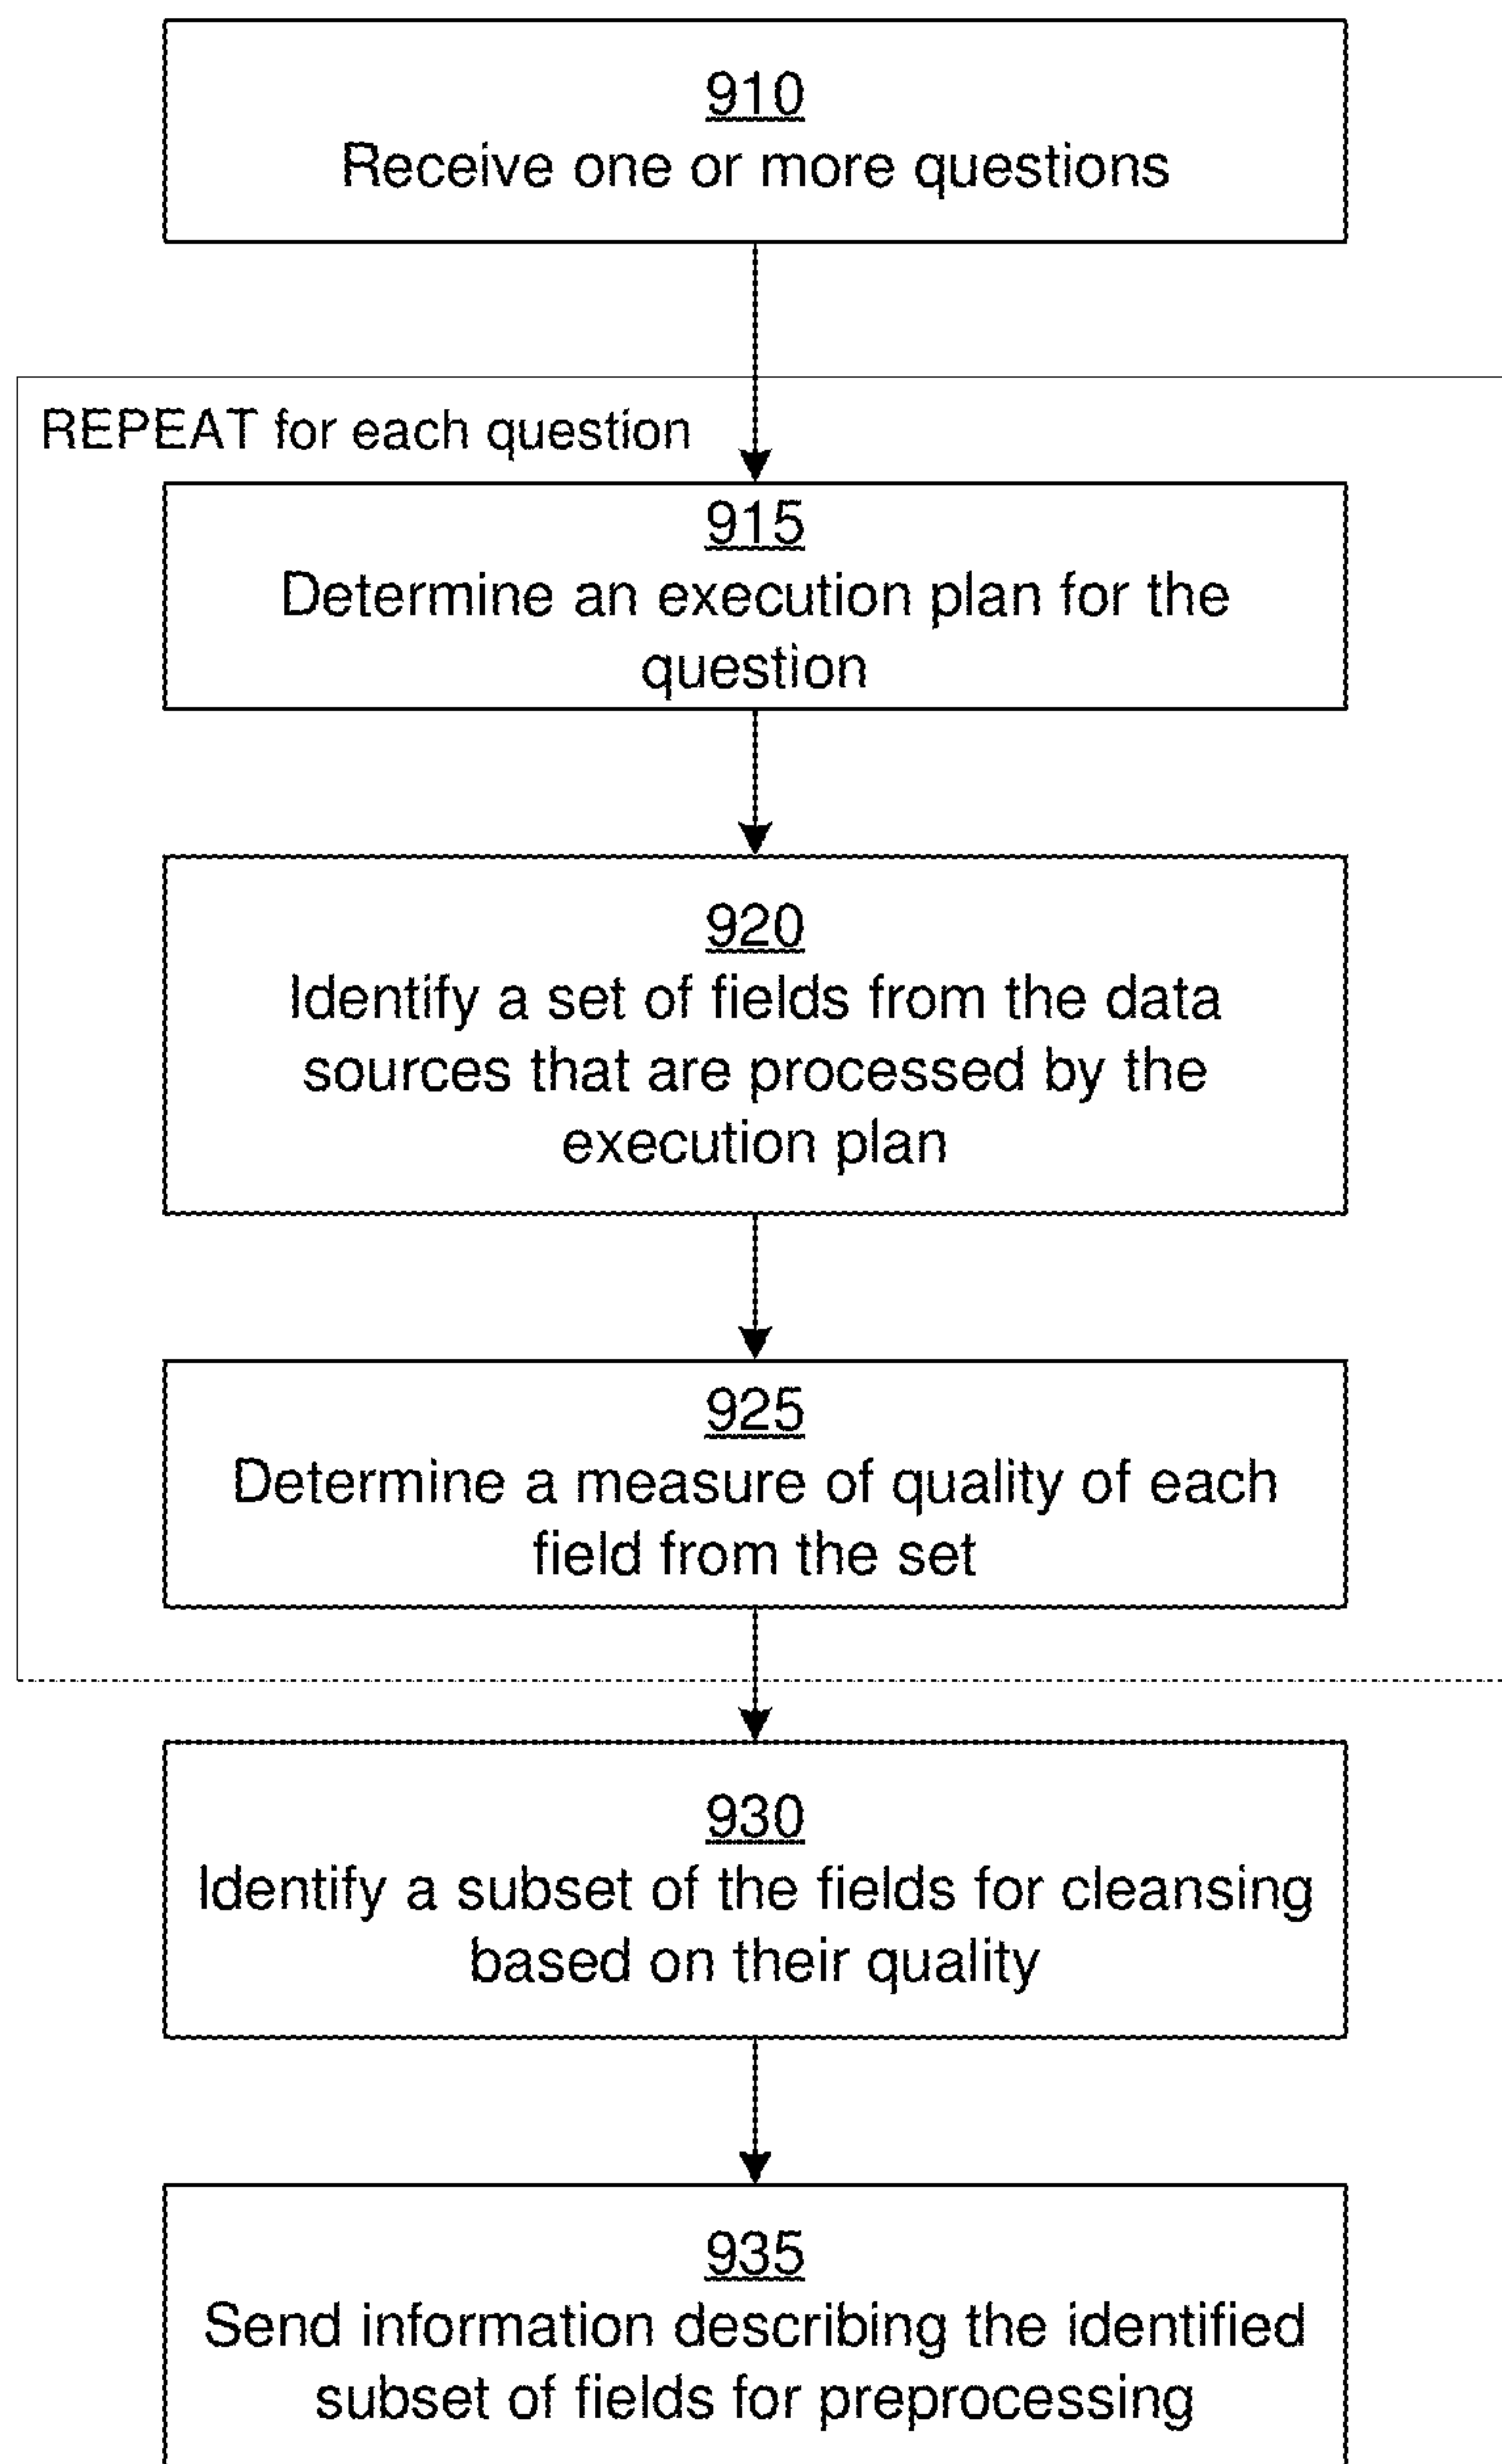 910
Receive one or more questions
REPEAT for each question
915
Determine an execution plan for the
question
920
Identify a set of fields from the data
sources that are processed by the
execution plan
925
Determine a measure of quality of each
field from the set
930
Identify a subset of the fields for cleansing
based on their quality
935
Send information describing the identified
subset of fields for preprocessing